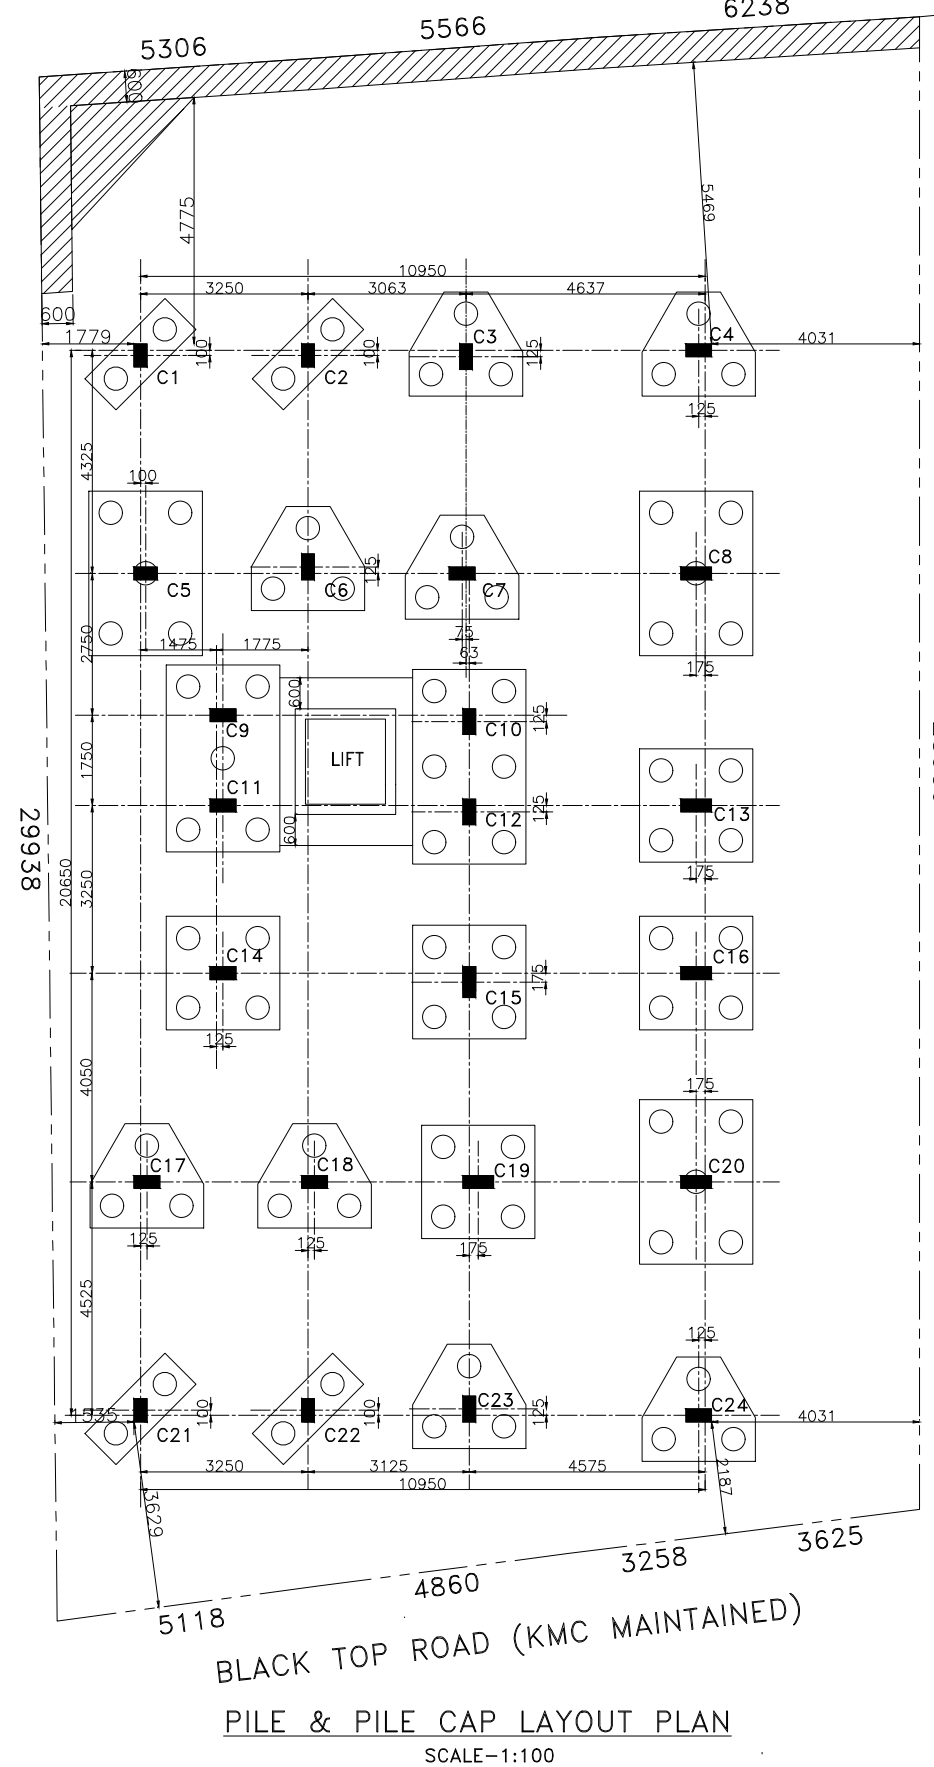 6238
5566
5306
600
5469
4775
10950
3250 3063 4637
600
1779 100 100 C3 125 C4 4031
C1 C2
125
4325
100
C8
C5 C6 125 C7
2750
75
1475 1775 63
175
600
C9 C10 125
1750 LIFT
C11
C12 125 C13
600
29938
20650 3250 175
C14 C16
C15 175
125
4050
175
C17 C18 C19 C20
125 125 175
4525
125
C23 C24
1535 100 100 125 4031
C21 C22
3250 3125 4575
10950
2187
3629
3625
3258
4860
5118
BLACK TOP ROAD (KMC MAINTAINED)
PILE & PILE CAP LAYOUT PLAN
SCALE-1:100